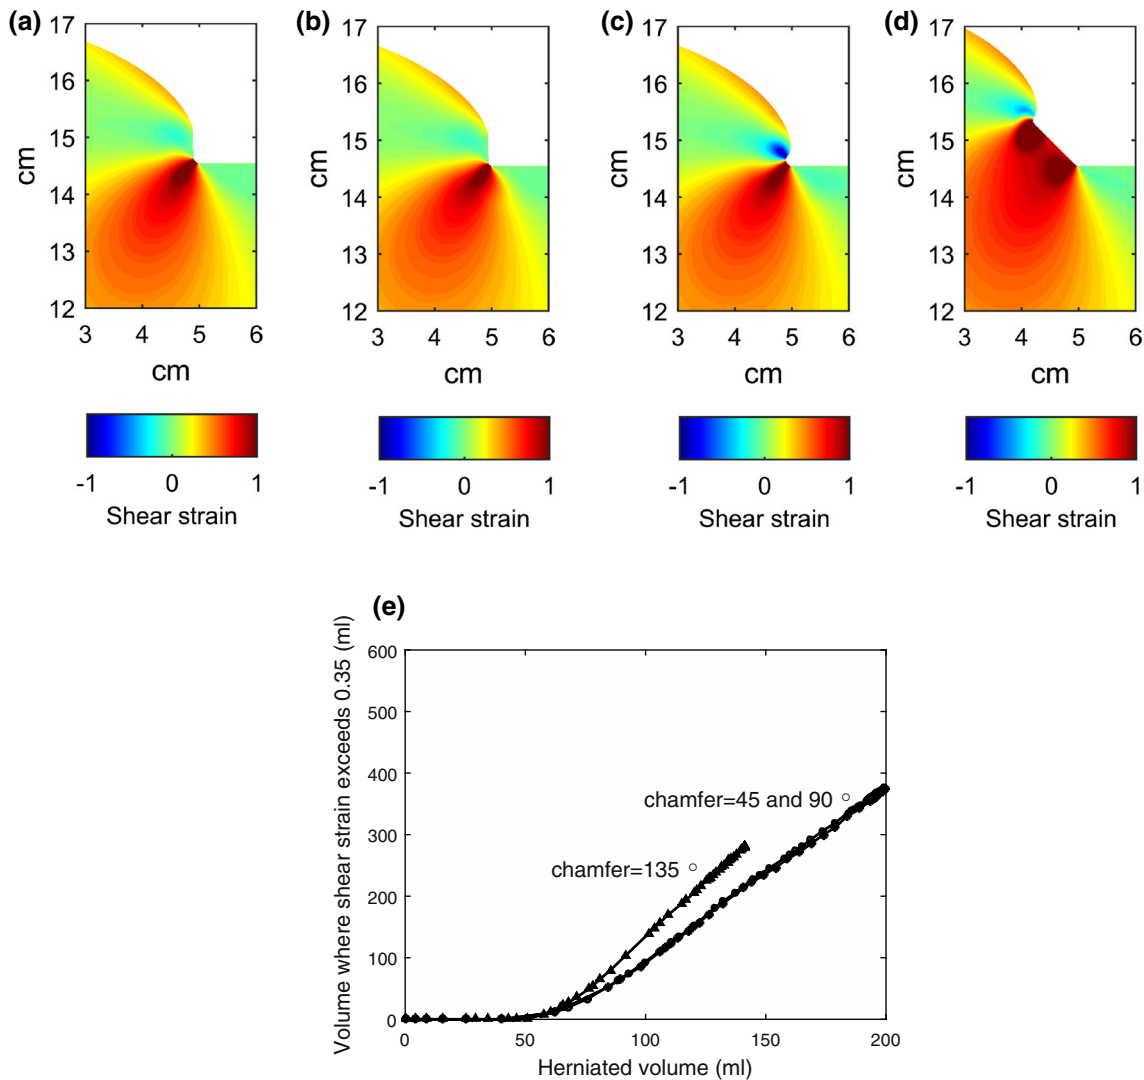 (a) (b) (c) (d)
17 17 17 17
16 16 16 16
15 15 15 15
14 14 14 14
13 13 13 13
12 12 12 12
cm cm cm cm
3 4 5 6 3 4 5 6 3 4 5 6 3 4 5 6
cm cm cm cm
-1 0 1 -1 0 1 -1 0 1 -1 0 1
Shear strain Shear strain Shear strain Shear strain
(e)
Volume where shear strain exceeds 0.35 (ml)
600
500
400
chamfer=45 and 90 °
300
chamfer=135 °
200
100
0
0 50 100 150 200
Herniated volume (ml)